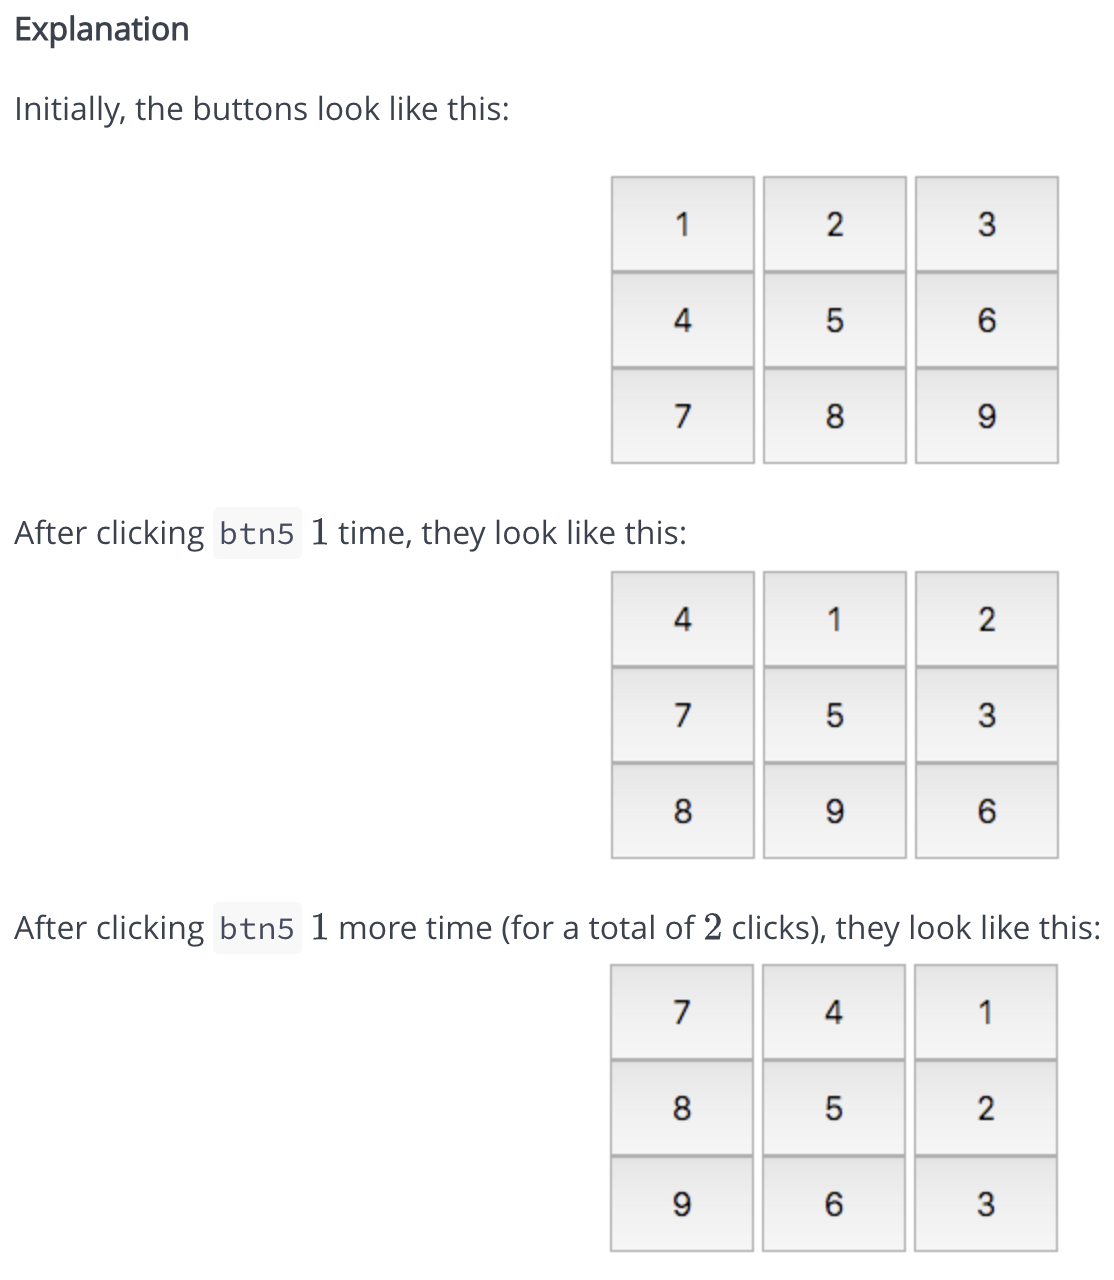 Explanation
Initially, the buttons look like this:
1 2 3
4 5 6
7 8 9
After clicking btn5 1 time, they look like this:
4 1 2
7 5 3
8 9 6
After clicking btn5 1 more time (for a total of 2 clicks), they look like this:
7 4 1
8 5 2
9 6 3